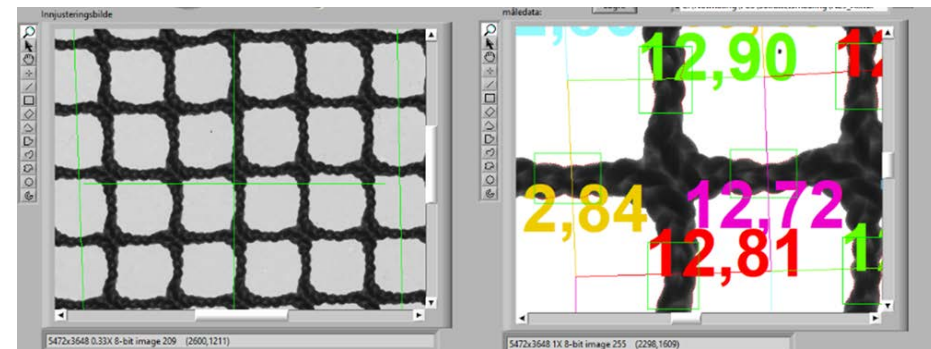 Innjusteringsbilde
5472x3648 0.33X 8-bit image 209 (2600,1211)
måledata:
12,90
2,84
12,72
12,81
5472x3648 1X 8-bit image 255 (2298,1609)